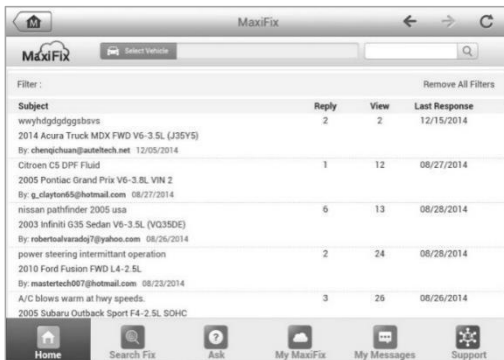 MaxiFix
MaxiFix Select Vehicle
Filter : Remove All Filters
Subject Reply View Last Response
wwyhdgdgdggsbsvs 2 2 12/15/2014
2014 Acura Truck MDX FWD V6-3.5L (J35Y5)
By: chenqichuan@auteltech.net 12/05/2014
Citroen C5 DPF Fluid 1 12 08/27/2014
2005 Pontiac Grand Prix V6-3.8L VIN 2
By: g_clayton65@hotmail.com 08/27/2014
nissan pathfinder 2005 usa 6 13 08/28/2014
2003 Infiniti G35 Sedan V6-3.5L (VQ35DE)
By: robertoalvaradoj7@yahoo.com 08/26/2014
power steering intermittant operation 2 24 08/28/2014
2010 Ford Fusion FWD L4-2.5L
By: mastertech007@hotmail.com 08/23/2014
A/C blows warm at hwy speeds. 3 26 08/26/2014
2005 Subaru Outback Sport F4-2.5L SOHC
Home Search Fix Ask My MaxiFix My Messages Support